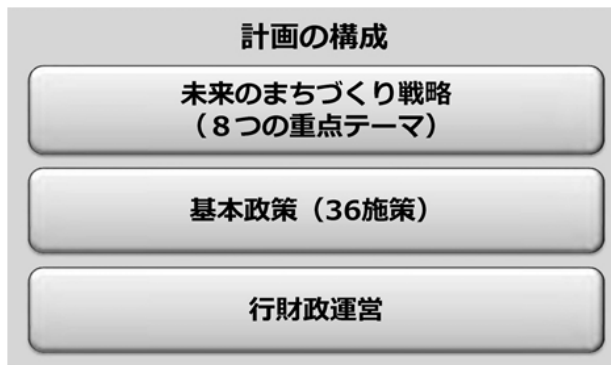 計画の構成
未来のまちづくり戦略
（８つの重点テーマ）
基本政策（36施策）
行財政運営